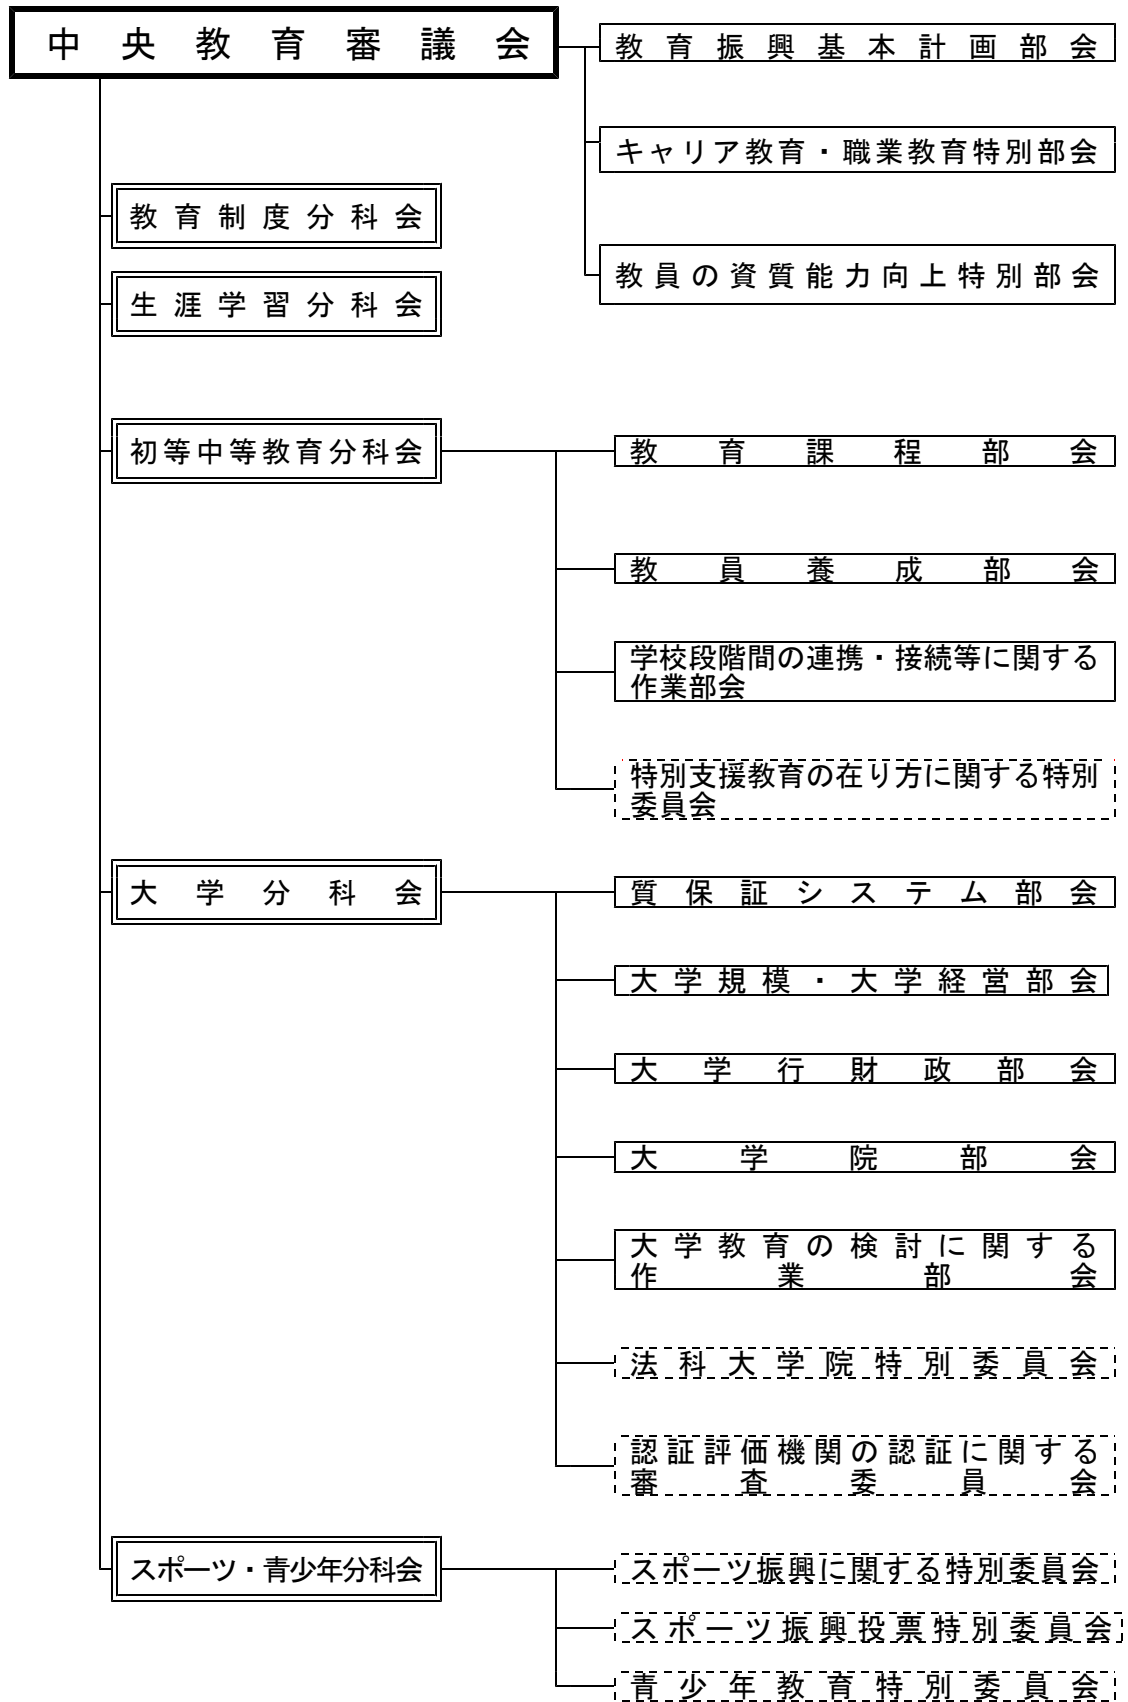 中央教育審議会
教育振興基本計画部会
キャリア教育・職業教育特別部会
教員の資質能力向上特別部会
教育制度分科会
生涯学習分科会
初等中等教育分科会
教育課程部会
教員養成部会
学校段階間の連携・接続等に関する
作業部会
特別支援教育の在り方に関する特別
委員会
大学分科会
質保証システム部会
大学規模・大学経営部会
大学行財政部会
大学院部会
大学教育の検討に関する
作業部会
法科大学院特別委員会
認証評価機関の認証に関する
審査委員会
スポーツ・青少年分科会
スポーツ振興に関する特別委員会
スポーツ振興投票特別委員会
青少年教育特別委員会